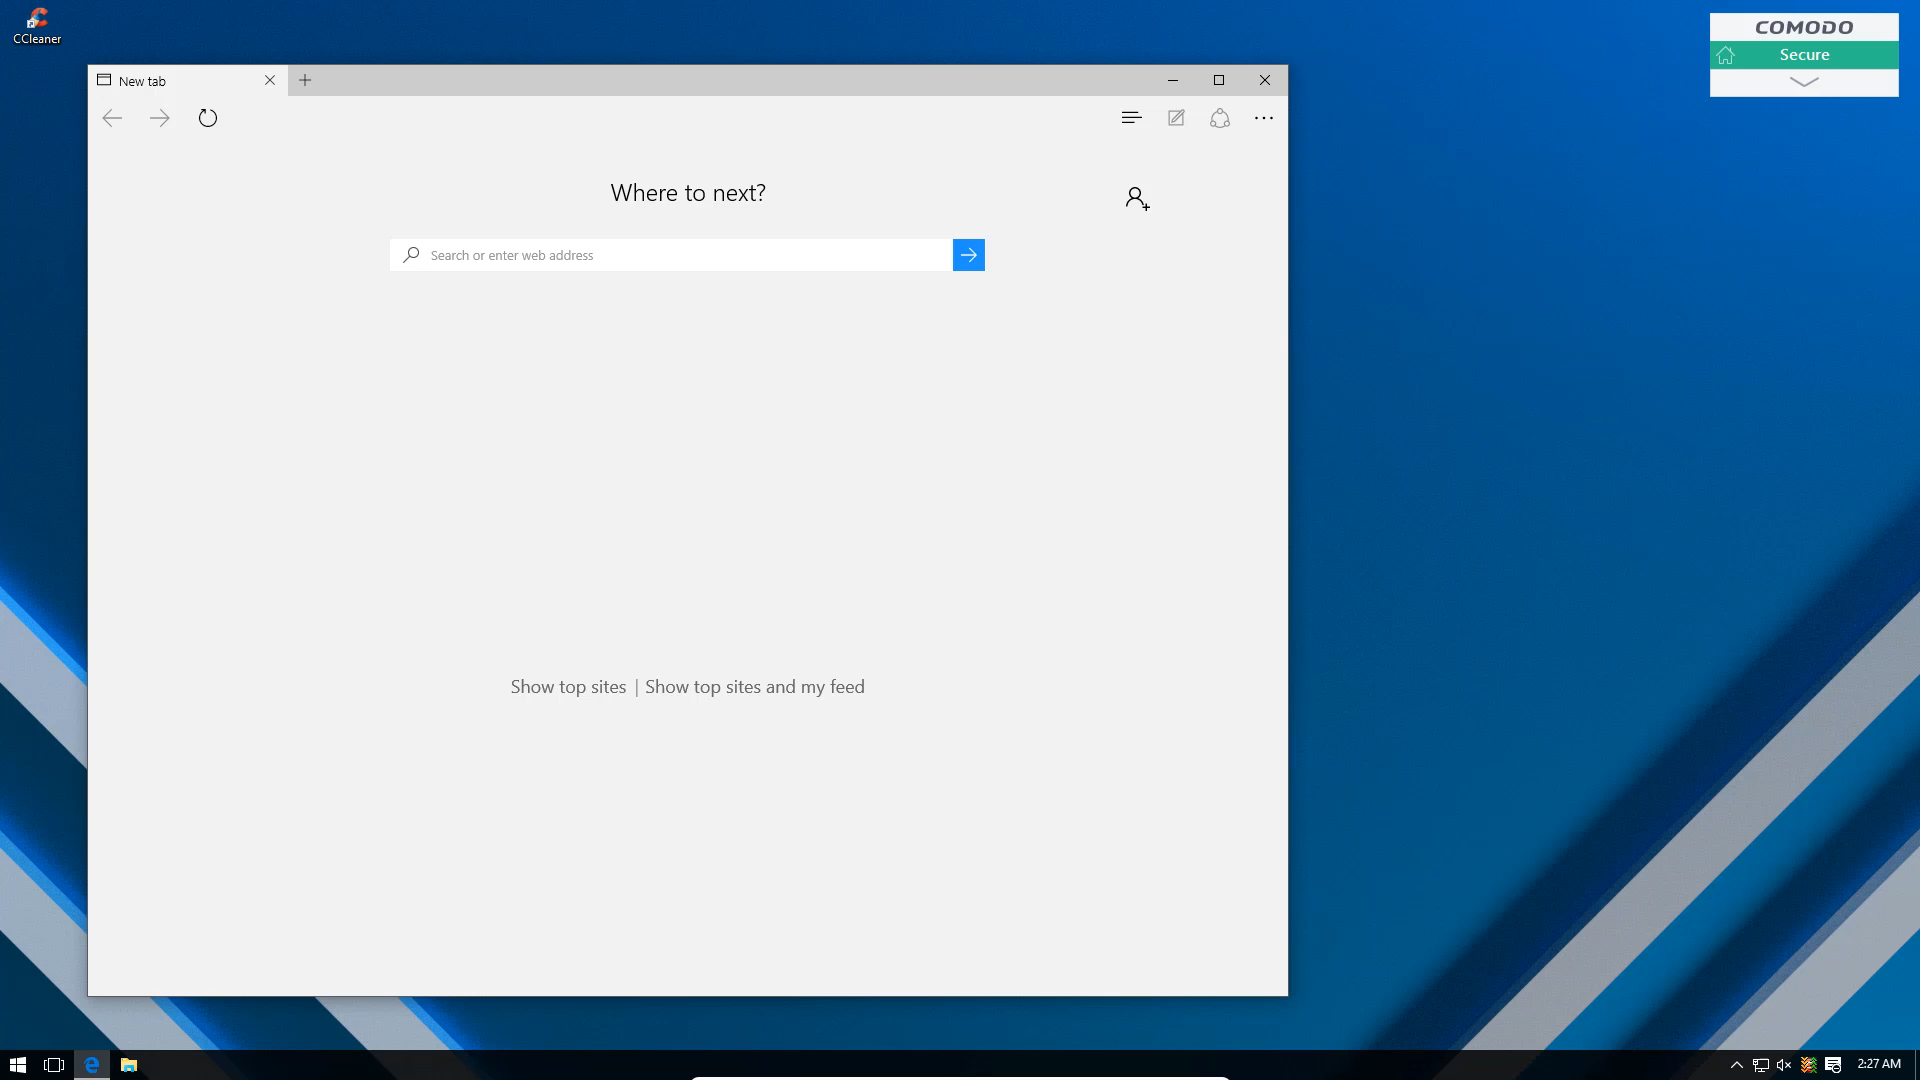 CCleaner
COMODO
Secure
New tab
Where to next?
Search or enter web address
Show top sites | Show top sites and my feed
2:27 AM